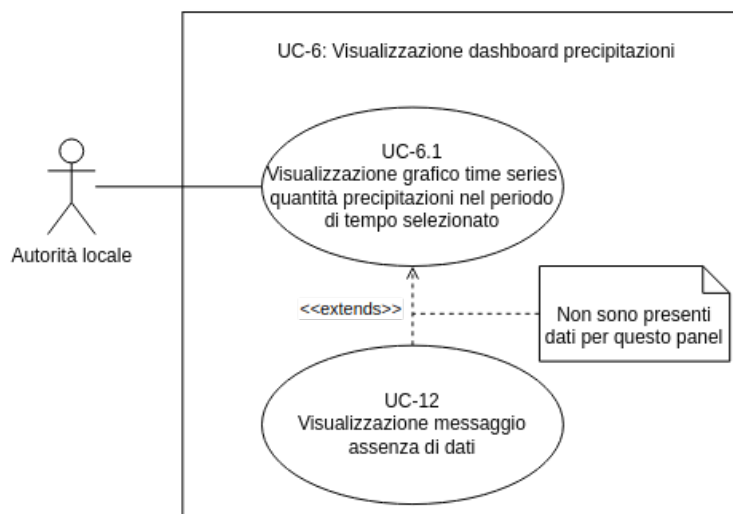 UC-6: Visualizzazione dashboard precipitazioni
UC-6.1
Visualizzazione grafico time series
quantità precipitazioni nel periodo
di tempo selezionato
Autorità locale
<<extends>>
Non sono presenti
dati per questo panel
UC-12
Visualizzazione messaggio
assenza di dati